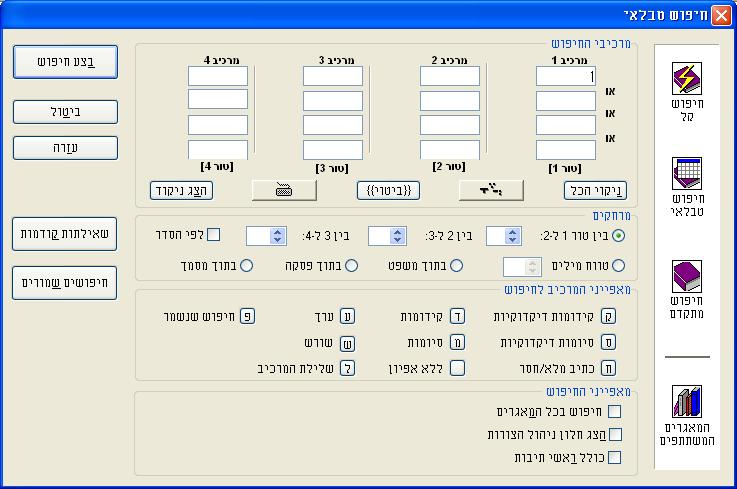 חיפוש טבלאי
חיפוש
קל
חיפוש
טבלאי
חיפוש
מתקדם
המאגרים
המשתתפים
מרכיבי החיפוש
מרכיב 1
מרכיב 2
מרכיב 3
מרכיב 4
1
או
או
או
[טור 1]
[טור 2]
[טור 3]
[טור 4]
ניקוי הכל
{{ביטוי}}
הצג ניקוד
מרחקים
בין טור 1 ל-2:
בין 2 ל-3:
בין 3 ל-4:
לפי הסדר
טווח מילים
בתוך משפט
בתוך פסקה
בתוך מסמך
מאפייני המרכיב לחיפוש
ק קידומות דיקדוקיות
ד קידומות
ע ערך
פ חיפוש שנשמר
ס סיומות דיקדוקיות
מ סיומות
ש שורש
ח כתיב מלא/חסר
ללא אפיון
ל שלילת המרכיב
מאפייני החיפוש
חיפוש בכל המאגרים
הצג חלון ניהול הצורות
כולל ראשי תיבות
בצע חיפוש
ביטול
עזרה
שאילתות קודמות
חיפושים שמורים